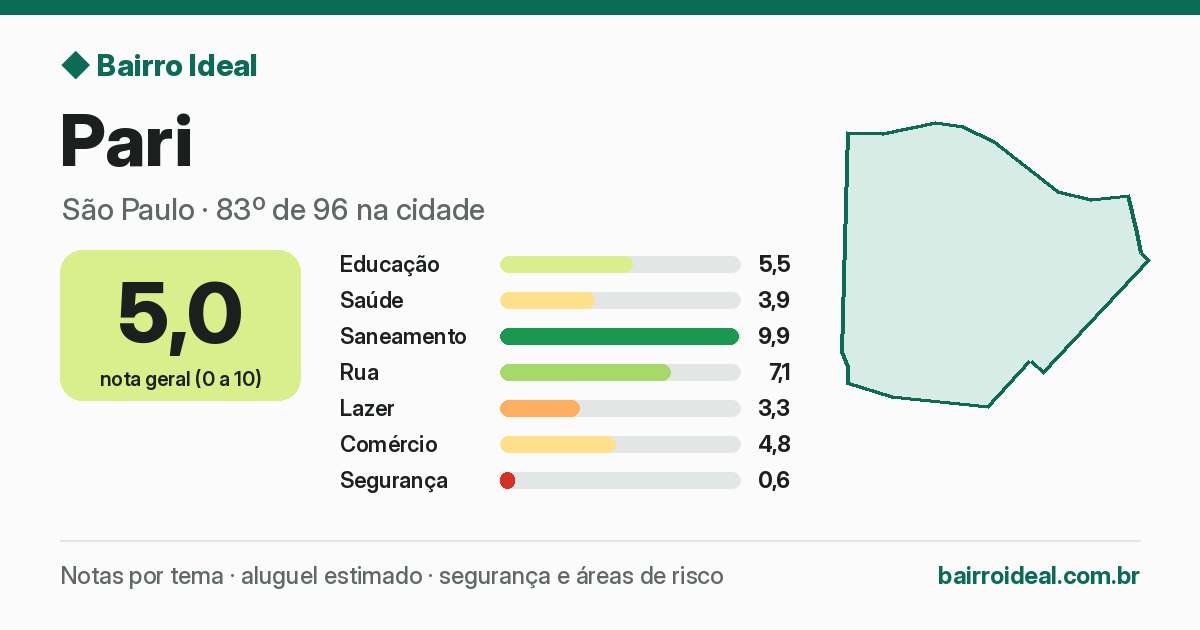 Bairro Ideal
Pari
São Paulo · 83º de 96 na cidade
5,0
nota geral (0 a 10)
Educação 5,5
Saúde 3,9
Saneamento 9,9
Rua 7,1
Lazer 3,3
Comércio 4,8
Segurança 0,6
Notas por tema · aluguel estimado · segurança e áreas de risco
bairroideal.com.br